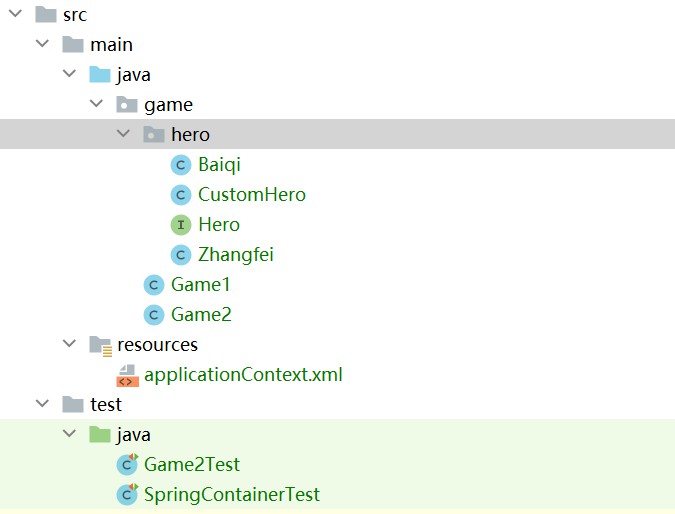 src
main
java
game
hero
Baiqi
CustomHero
Hero
Zhangfei
Game1
Game2
resources
applicationContext.xml
test
java
Game2Test
SpringContainerTest